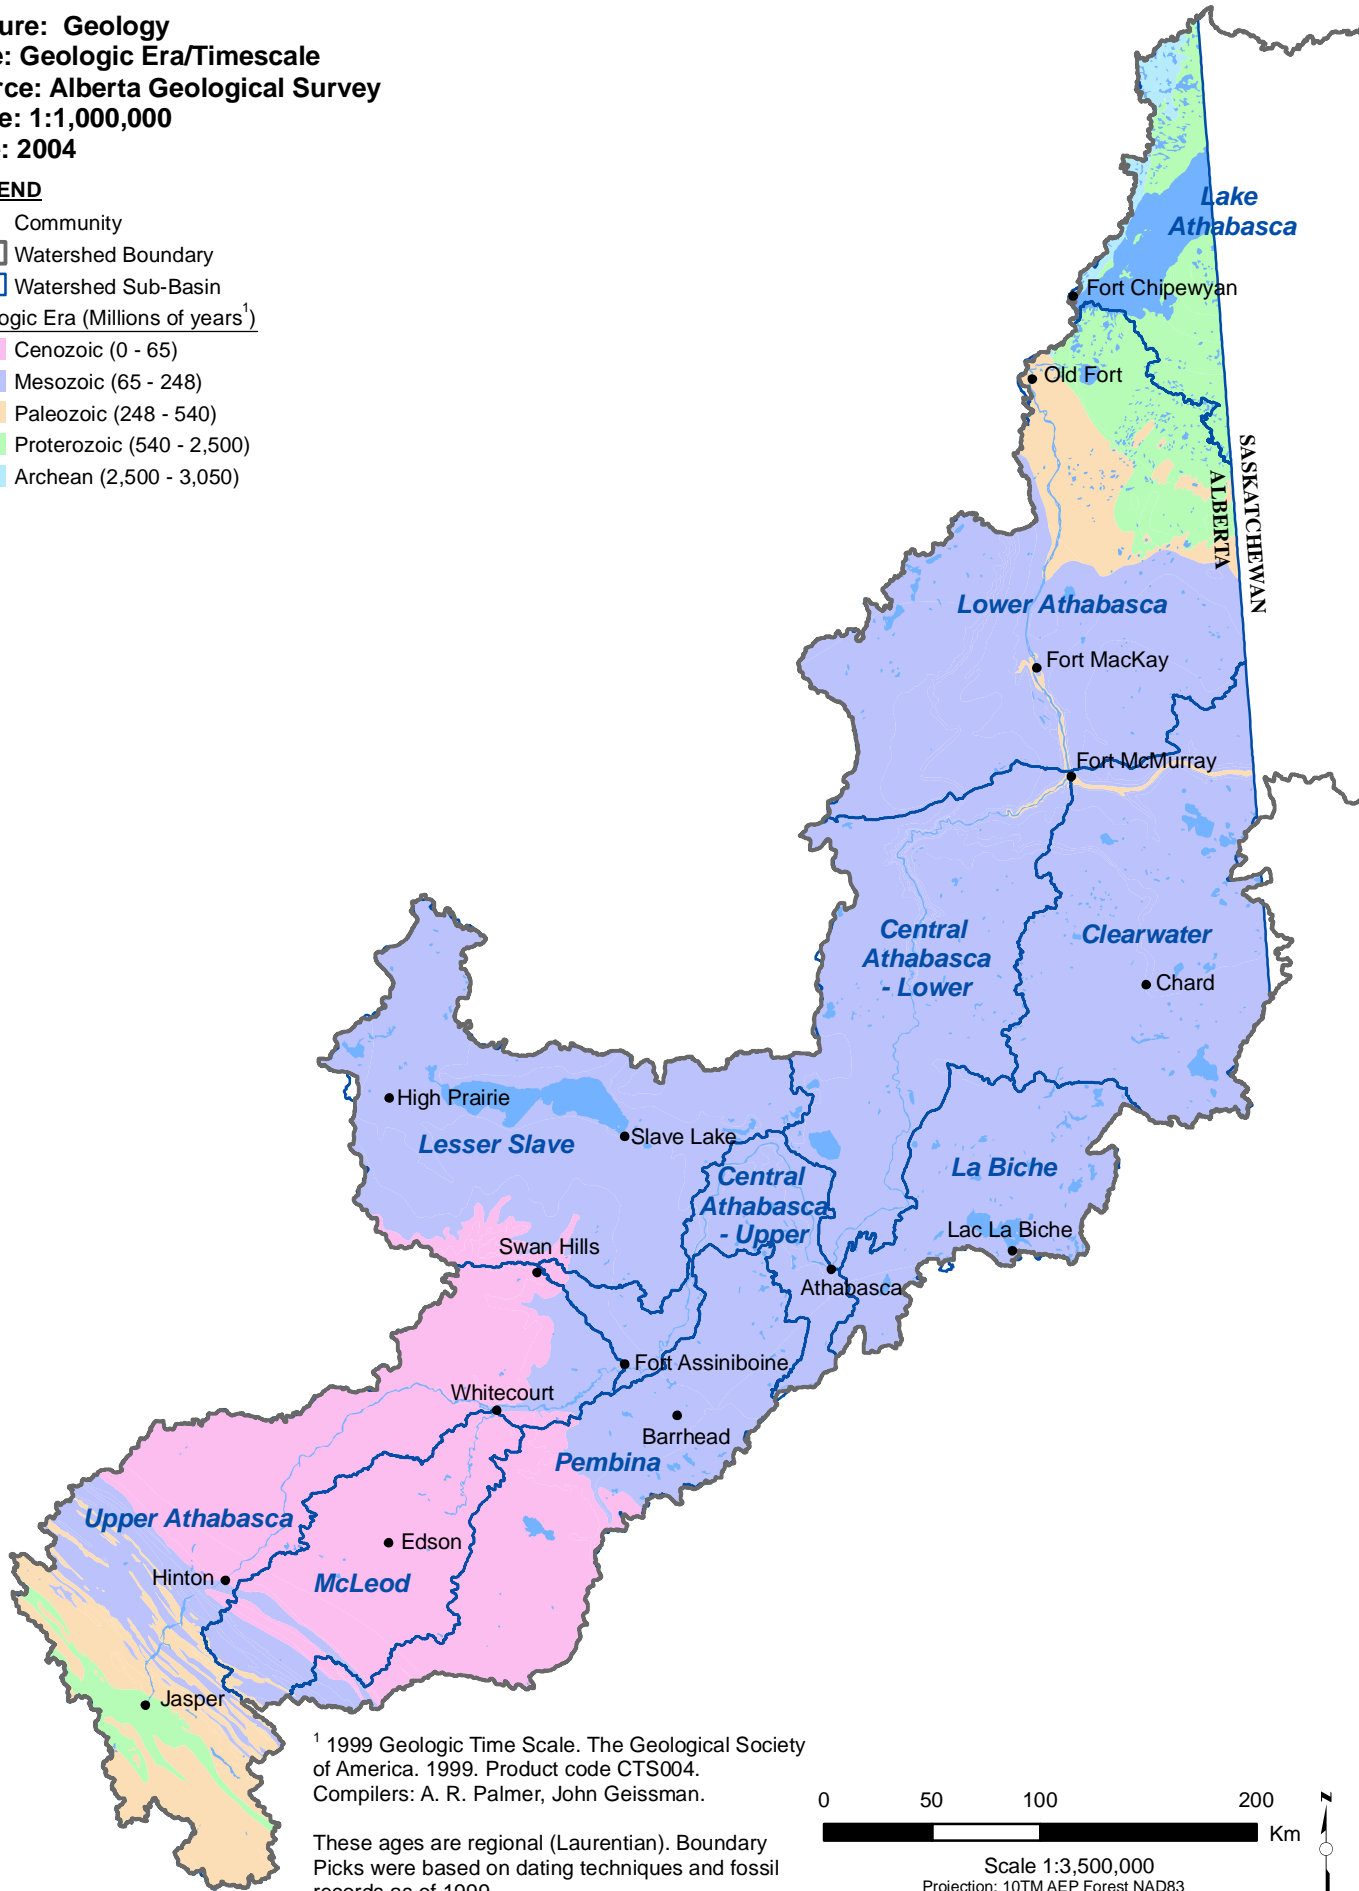 ure: Geology
e: Geologic Era/Timescale
rce: Alberta Geological Survey
e: 1:1,000,000
: 2004
END
Community
Watershed Boundary
Watershed Sub-Basin
ogic Era (Millions of years1)
Cenozoic (0 - 65)
Mesozoic (65 - 248)
Paleozoic (248 - 540)
Proterozoic (540 - 2,500)
Archean (2,500 - 3,050)
Lake
Athabasca
Fort Chipewyan
Old Fort
SASKATCHEWAN
ALBERTA
Lower Athabasca
Fort MacKay
Fort McMurray
Central
Athabasca
- Lower
Clearwater
Chard
High Prairie
Slave Lake
Lesser Slave
Central
Athabasca
- Upper
La Biche
Lac La Biche
Swan Hills
Athabasca
Fort Assiniboine
Whitecourt
Barrhead
Pembina
Upper Athabasca
Edson
Hinton
McLeod
Jasper
1 1999 Geologic Time Scale. The Geological Society
of America. 1999. Product code CTS004.
Compilers: A. R. Palmer, John Geissman.
These ages are regional (Laurentian). Boundary
Picks were based on dating techniques and fossil
records as of 1999
0 50 100 200
Km
Scale 1:3,500,000
Projection: 10TM AEP Forest NAD83
N